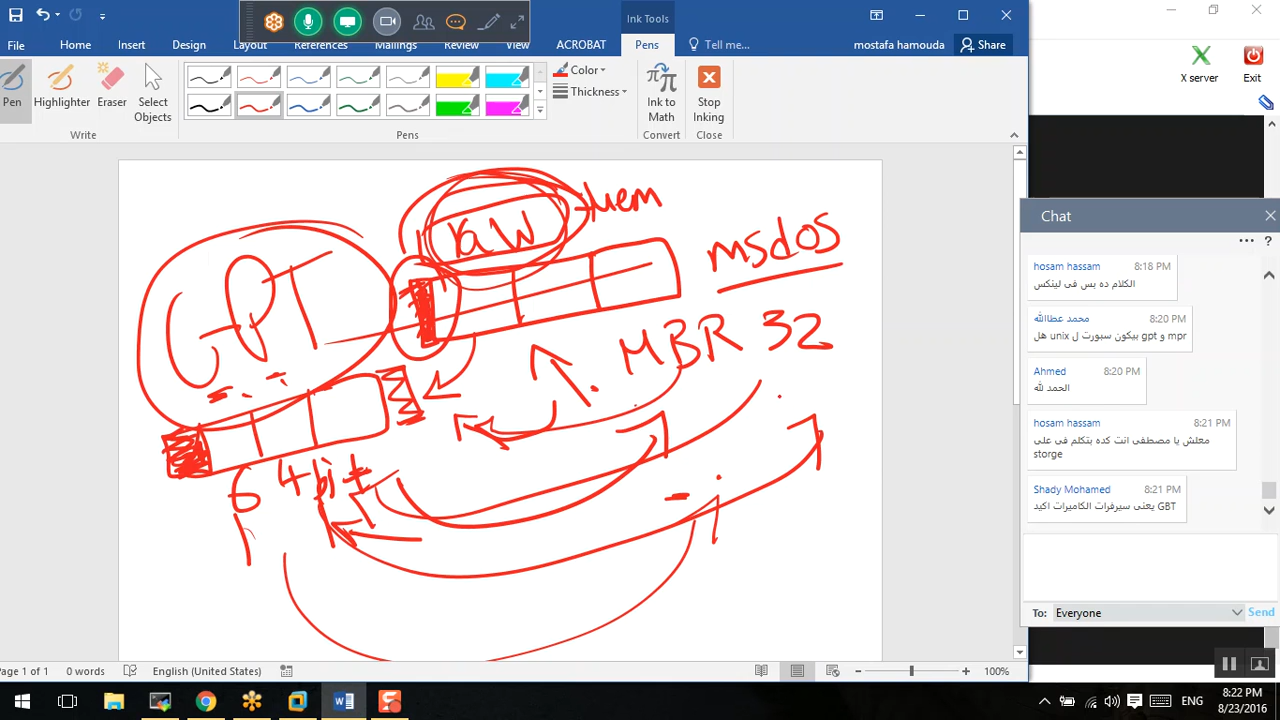 Ink Tools
File
Home
Insert
Design
Layout
References
Mailings
Review
View
ACROBAT
Pens
Tell me...
mostafa hamouda
Share
Pen
Highlighter
Eraser
Select Objects
Color
Thickness
Ink to Math
Stop Inking
Write
Pens
Convert
Close
X server
Exit
raw
msdos
GPT
MBR 32
64 bit
Chat
hosam hassam 8:18 PM
الكلام ده بس فى لينكس
محمد عطاالله 8:20 PM
mpr و gpt بيكون سبورت ل unix هل
Ahmed 8:20 PM
الحمد لله
hosam hassam 8:21 PM
معلش يا مصطفى انت كده بتكلم فى على
storge
Shady Mohamed 8:21 PM
GBT يعنى سيرفرات الكاميرات اكيد
To: Everyone
Send
Page 1 of 1
0 words
English (United States)
100%
ENG
8:22 PM
8/23/2016